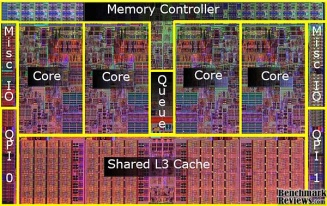 Memory Controller
Misc IO
Core
Core
Queue
Core
Core
Misc IO
QPI 0
Shared L3 Cache
QPI 1
Benchmark
Reviews.com